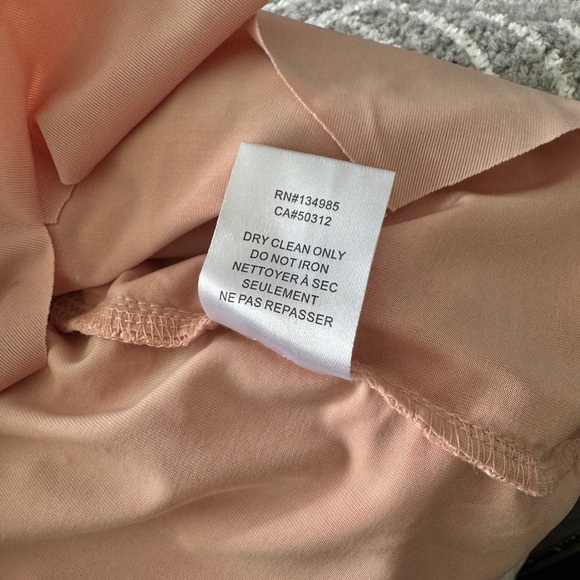 RN#134985
CA#50312
DRY CLEAN ONLY
DO NOT IRON
NETTOYER À SEC
SEULEMENT
NE PAS REPASSER